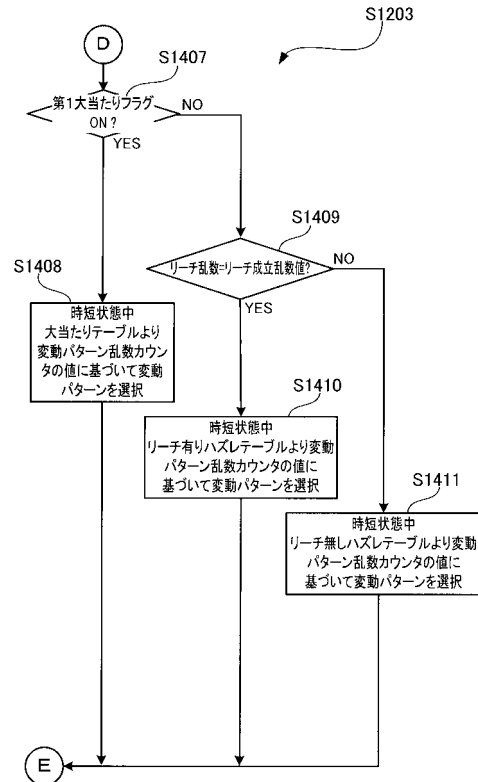 S1203
D
S1407
第1大当たりフラグ
ON?
NO
YES
S1409
リーチ乱数=リーチ成立乱数値?
NO
YES
S1408
時短状態中
大当たりテーブルより
変動パターン乱数カウン
タの値に基づいて変動
パターンを選択
S1410
時短状態中
リーチ有りハズレテーブルより変動
パターン乱数カウンタの値に
基づいて変動パターンを選択
S1411
時短状態中
リーチ無しハズレテーブルより変動
パターン乱数カウンタの値に
基づいて変動パターンを選択
E